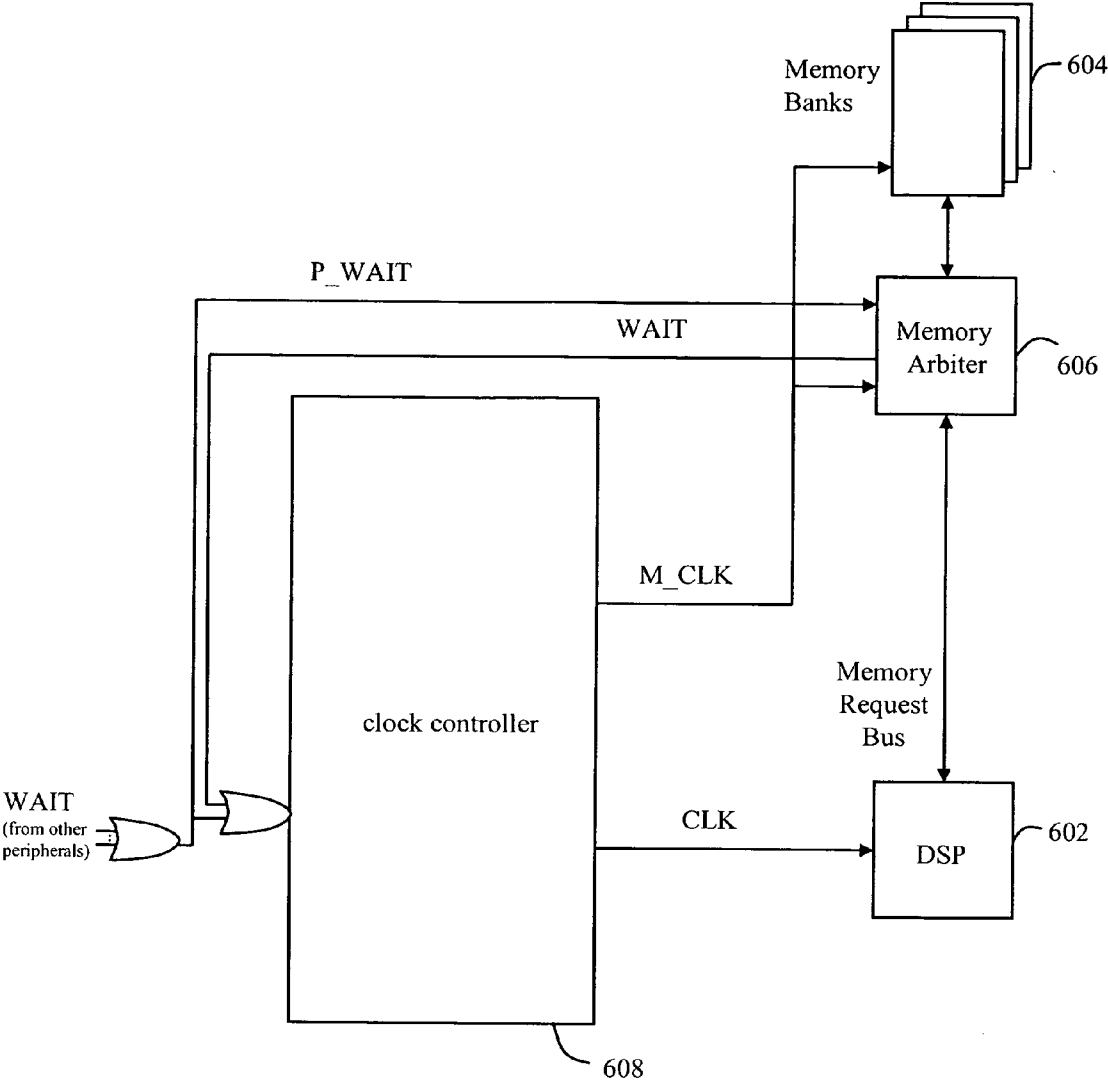 Memory
Banks
604
P_WAIT
WAIT
Memory
Arbiter
606
M_CLK
Memory
Request
Bus
clock controller
WAIT
(from other
peripherals)
CLK
DSP
602
608